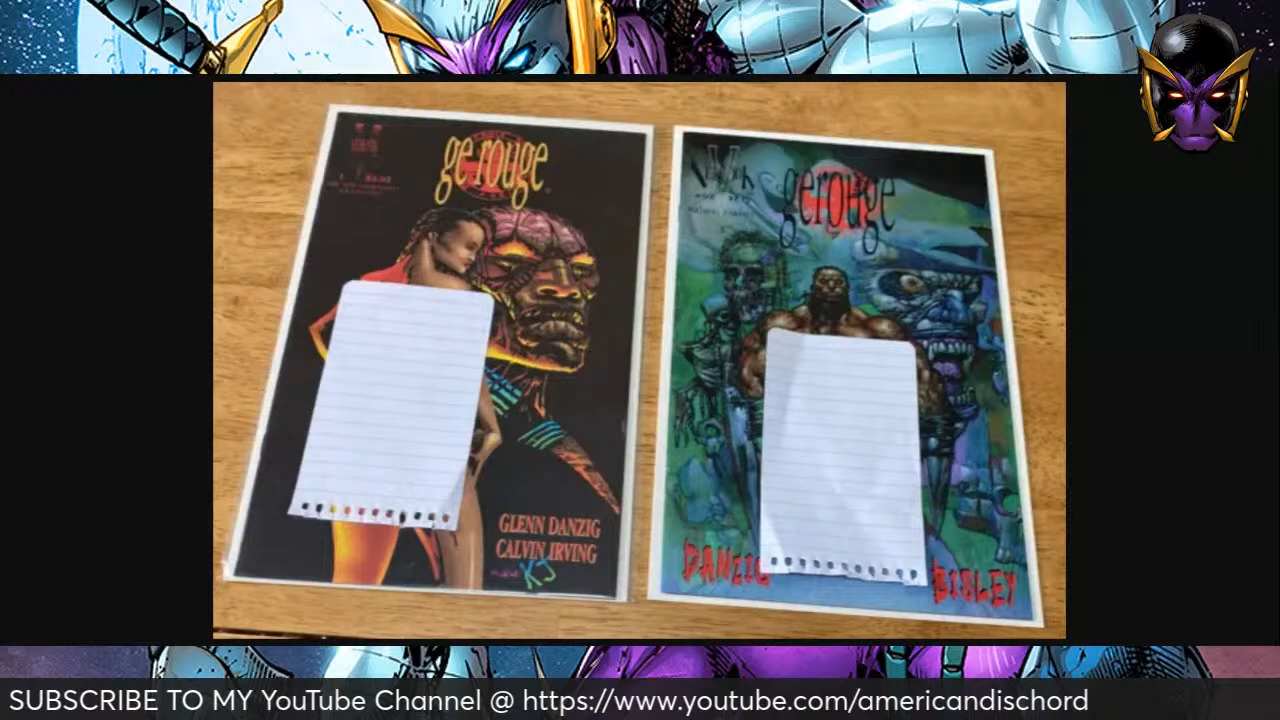 ge rouge
gerouge
GLENN DANZIG
CALVIN IRVING
KJ
DANZIG
BISLEY
SUBSCRIBE TO MY YouTube Channel @ https://www.youtube.com/americandischord